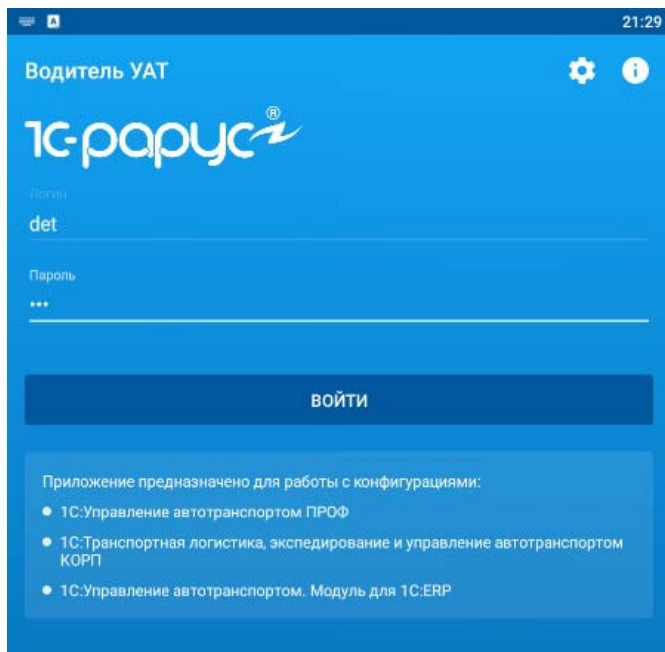 21:29
Водитель УАТ
1С-рарус®
Логин
det
Пароль
•••
ВОЙТИ
Приложение предназначено для работы с конфигурациями:
• 1С:Управление автотранспортом ПРОФ
• 1С:Транспортная логистика, экспедирование и управление автотранспортом
КОРП
• 1С:Управление автотранспортом. Модуль для 1С:ERP